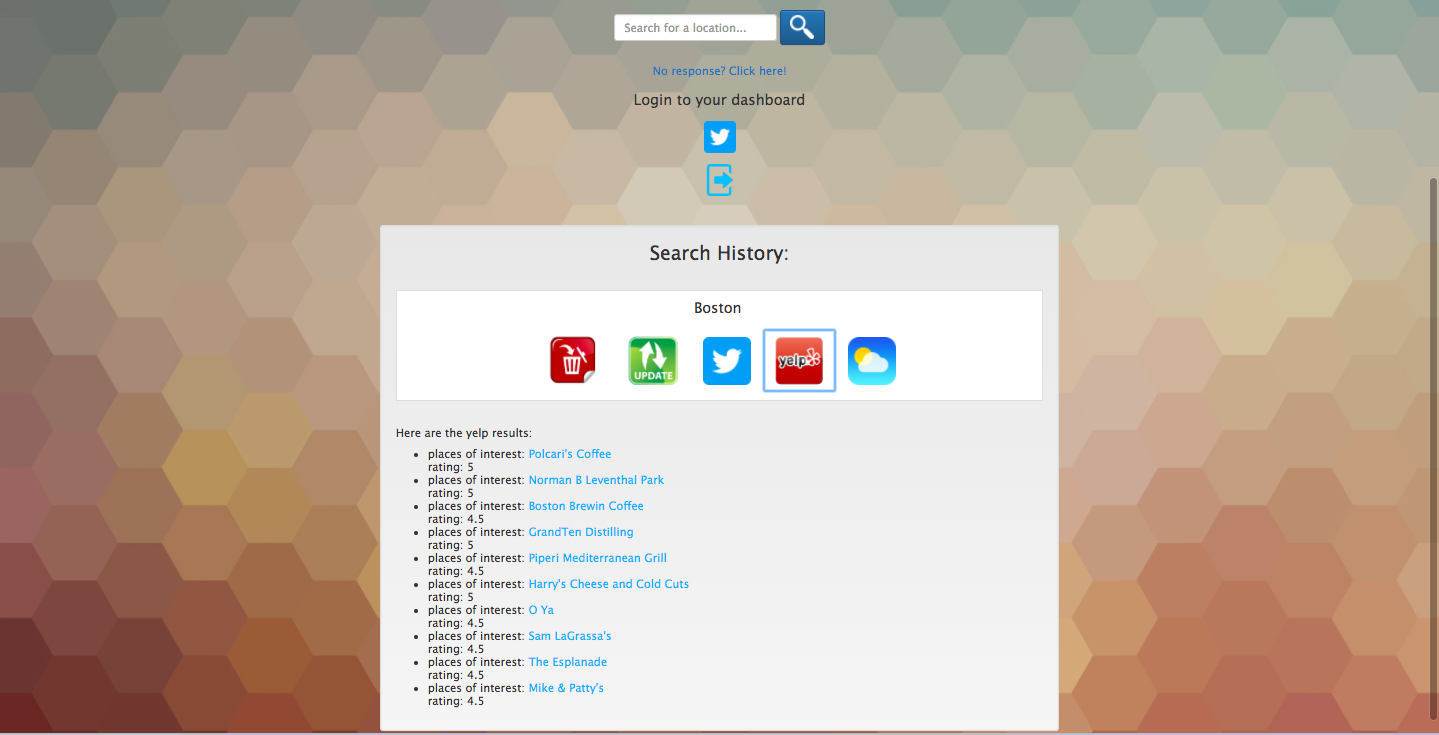 Search for a location...
No response? Click here!
Login to your dashboard
Search History:
Boston
UPDATE
yelp
Here are the yelp results:
places of interest: Polcari's Coffee
rating: 5
places of interest: Norman B Leventhal Park
rating: 5
places of interest: Boston Brewin Coffee
rating: 4.5
places of interest: GrandTen Distilling
rating: 5
places of interest: Piperi Mediterranean Grill
rating: 4.5
places of interest: Harry's Cheese and Cold Cuts
rating: 5
places of interest: O Ya
rating: 4.5
places of interest: Sam LaGrassa's
rating: 4.5
places of interest: The Esplanade
rating: 4.5
places of interest: Mike & Patty's
rating: 4.5